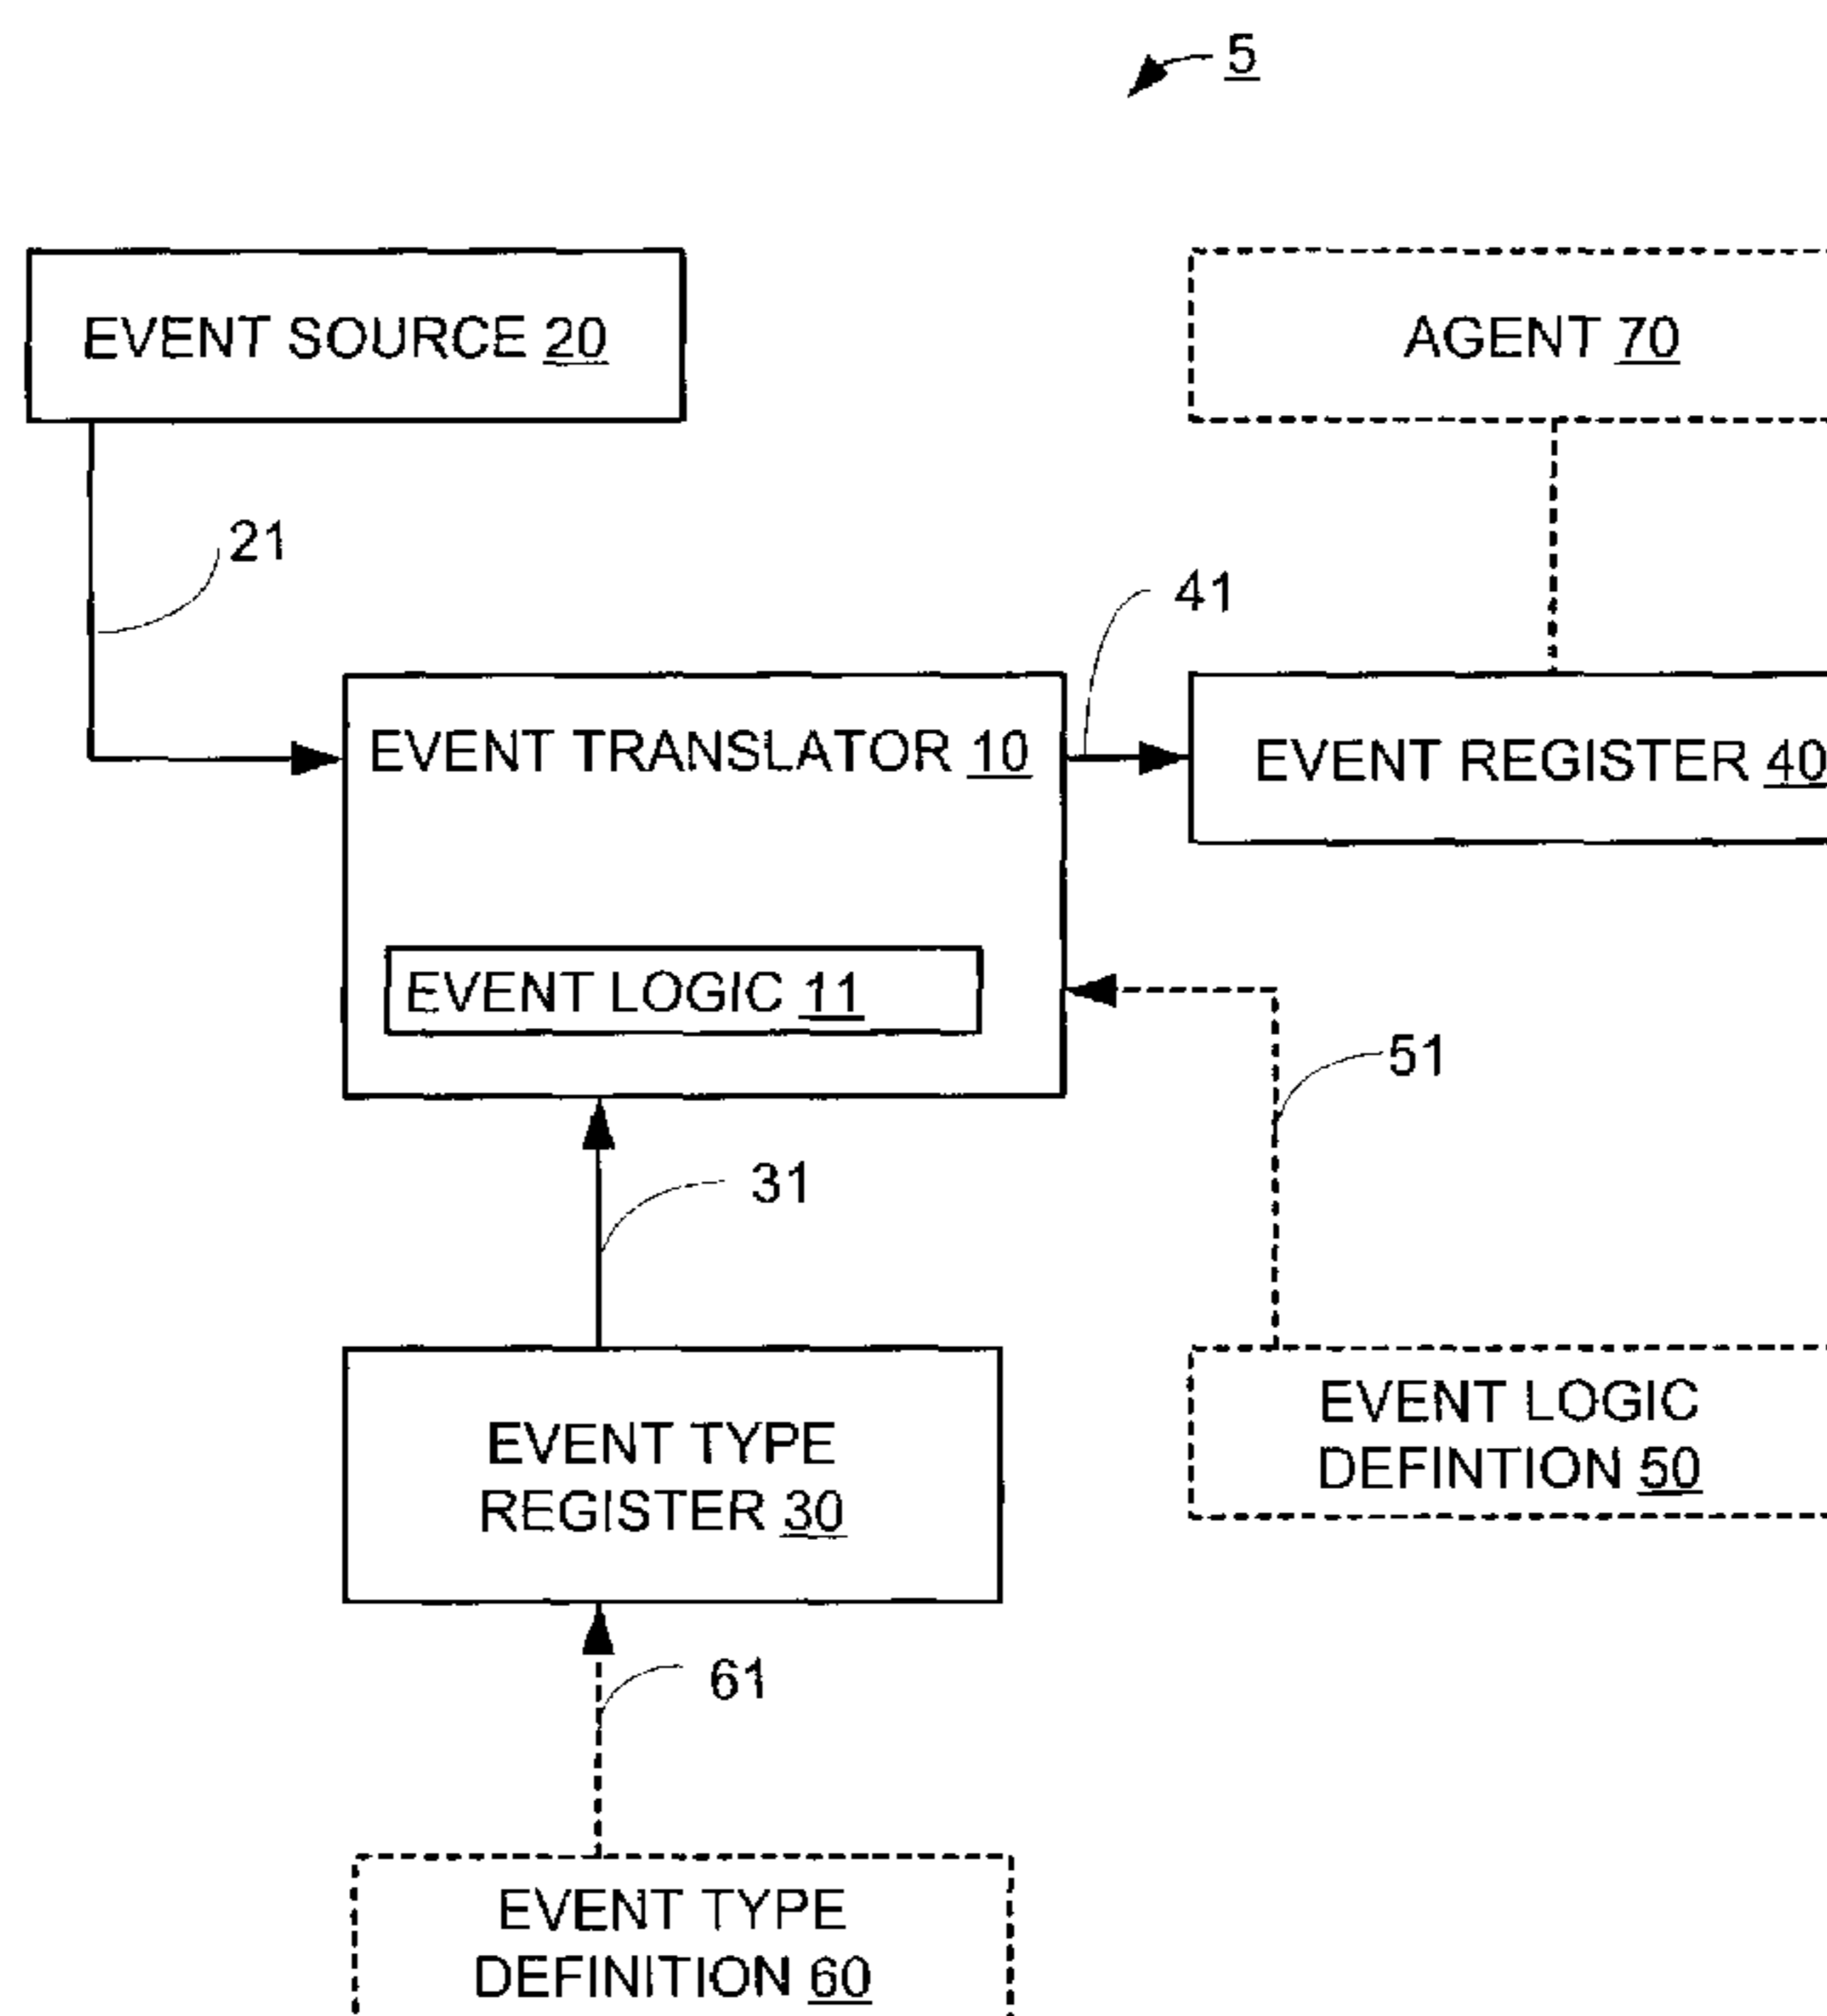 5
EVENT SOURCE 20
AGENT 70
21
41
EVENT TRANSLATOR 10
EVENT REGISTER 40
EVENT LOGIC 11
51
31
EVENT LOGIC
DEFINTION 50
EVENT TYPE
REGISTER 30
61
EVENT TYPE
DEFINITION 60